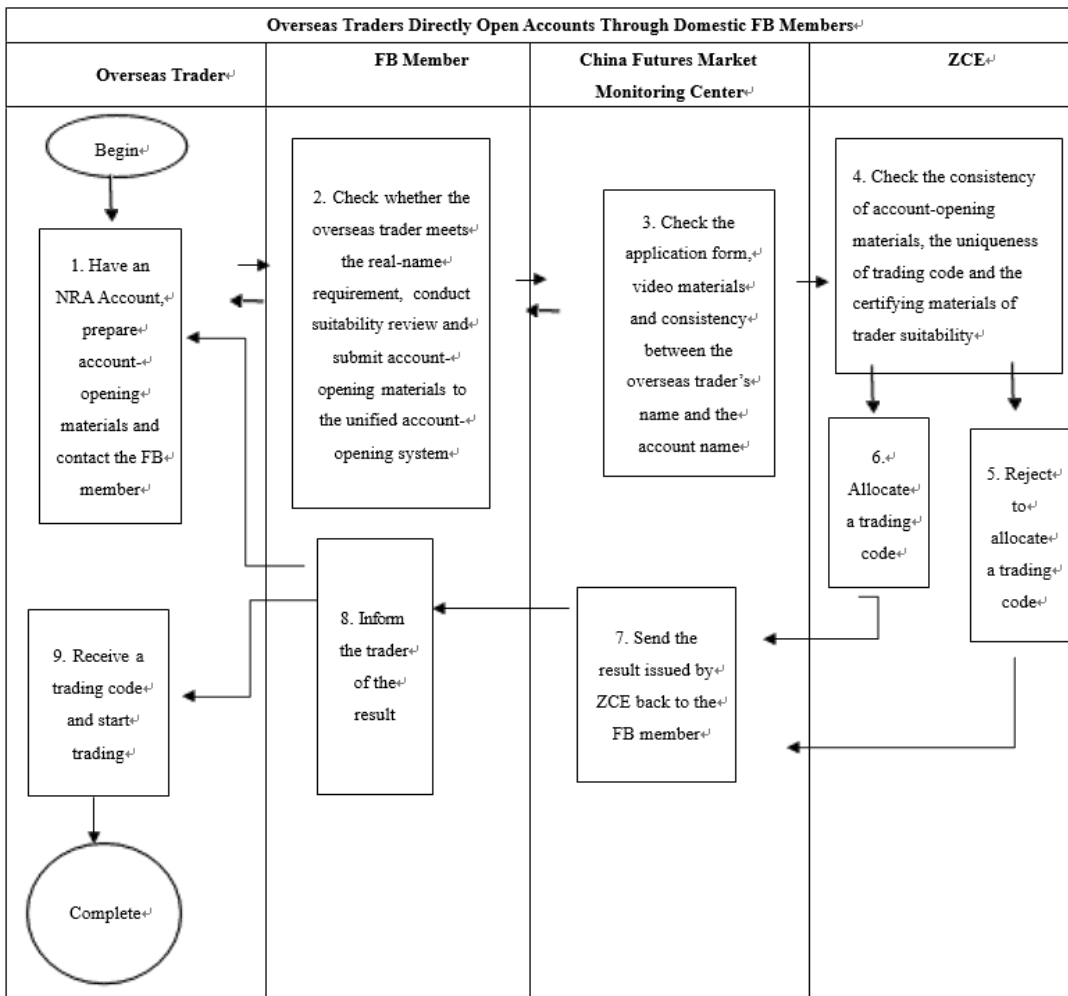 Overseas Traders Directly Open Accounts Through Domestic FB Members↵
Overseas Trader↵
FB Member
China Futures Market
Monitoring Center↵
ZCE↵
Begin↵
1. Have an
NRA Account,↵
prepare
account-↵
opening
materials and
contact the FB
member↵
2. Check whether the
overseas trader meets↵
the real-name
requirement, conduct
suitability review and
submit account-
opening materials to
the unified account-
opening system↵
3. Check the
application form,
video materials
and consistency
between the
overseas trader’s↵
name and the
account name↵
4. Check the consistency
of account-opening
materials, the uniqueness
of trading code and the
certifying materials of
trader suitability↵
6.↵
Allocate
a trading
code↵
5. Reject↵
to
allocate
a trading↵
code↵
7. Send the
result issued by
ZCE back to the
FB member↵
8. Inform
the trader
of the
result
9. Receive a
trading code↵
and start↵
trading↵
Complete↵